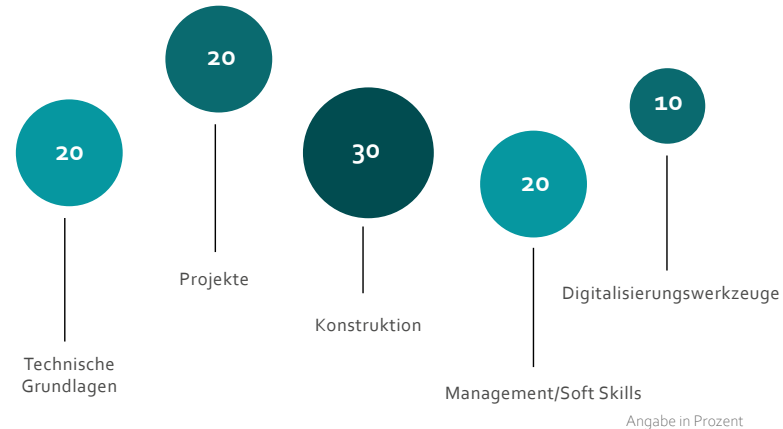 20
Technische
Grundlagen
20
Projekte
30
Konstruktion
20
Management/Soft Skills
10
Digitalisierungswerkzeuge
Angabe in Prozent